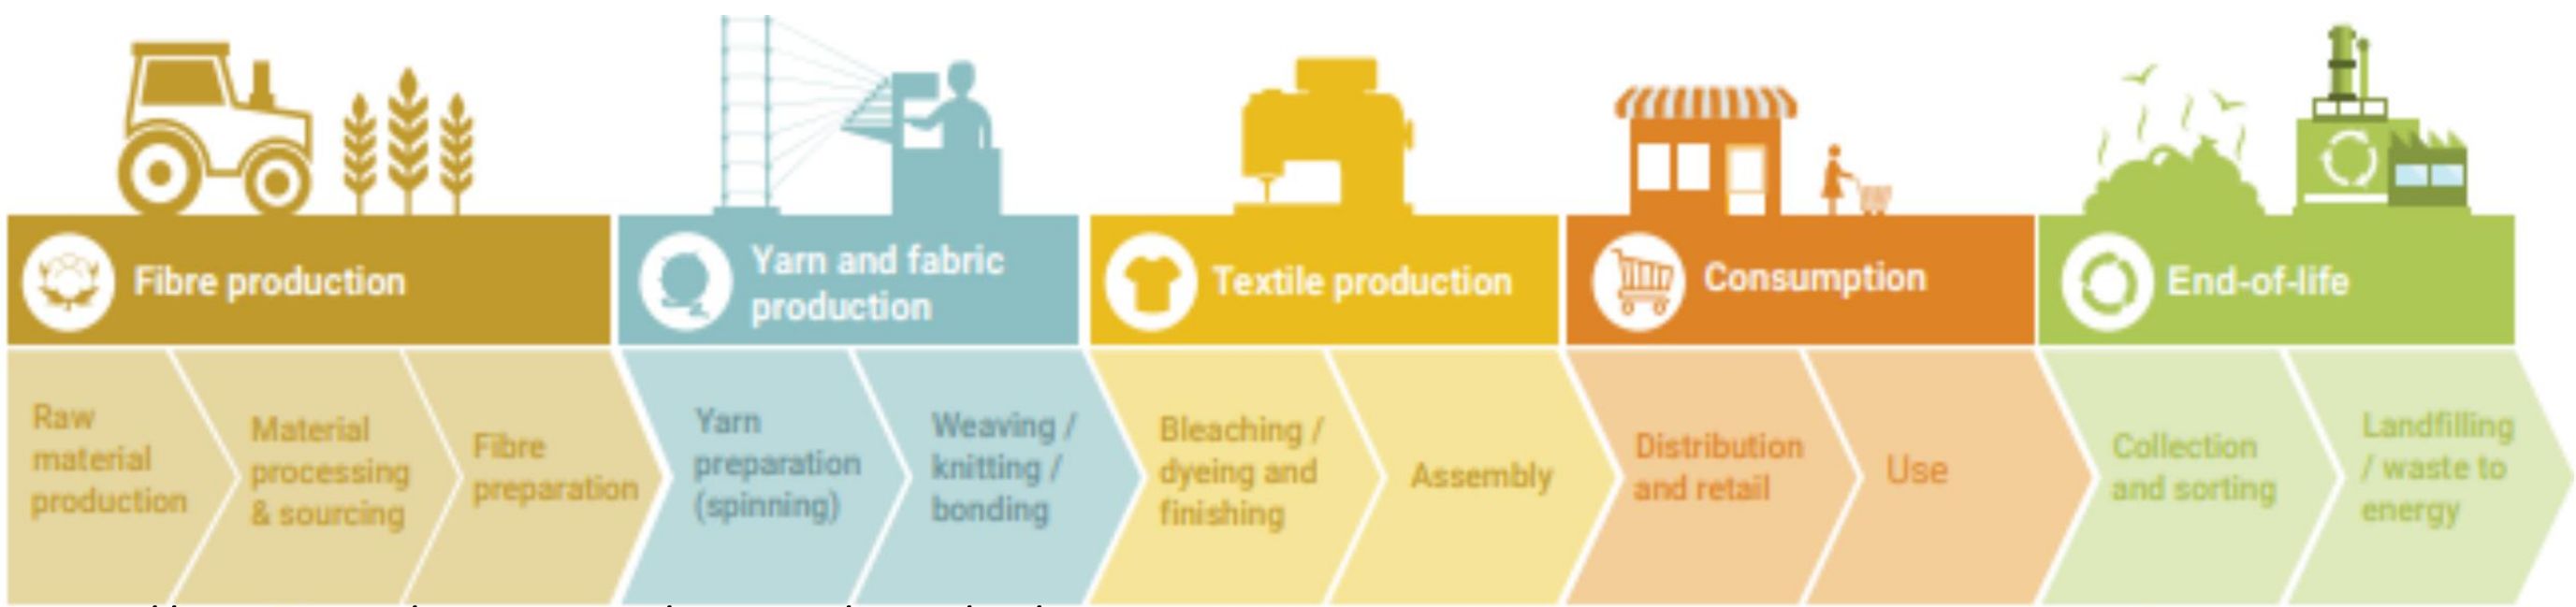 Fibre production
Yarn and fabric
production
Textile production
Consumption
End-of-life
Raw
material
production
Material
processing
& sourcing
Fibre
preparation
Yarn
preparation
(spinning)
Weaving /
knitting /
bonding
Bleaching /
dyeing and
finishing
Assembly
Distribution
and retail
Use
Collection
and sorting
Landfilling
/ waste to
energy